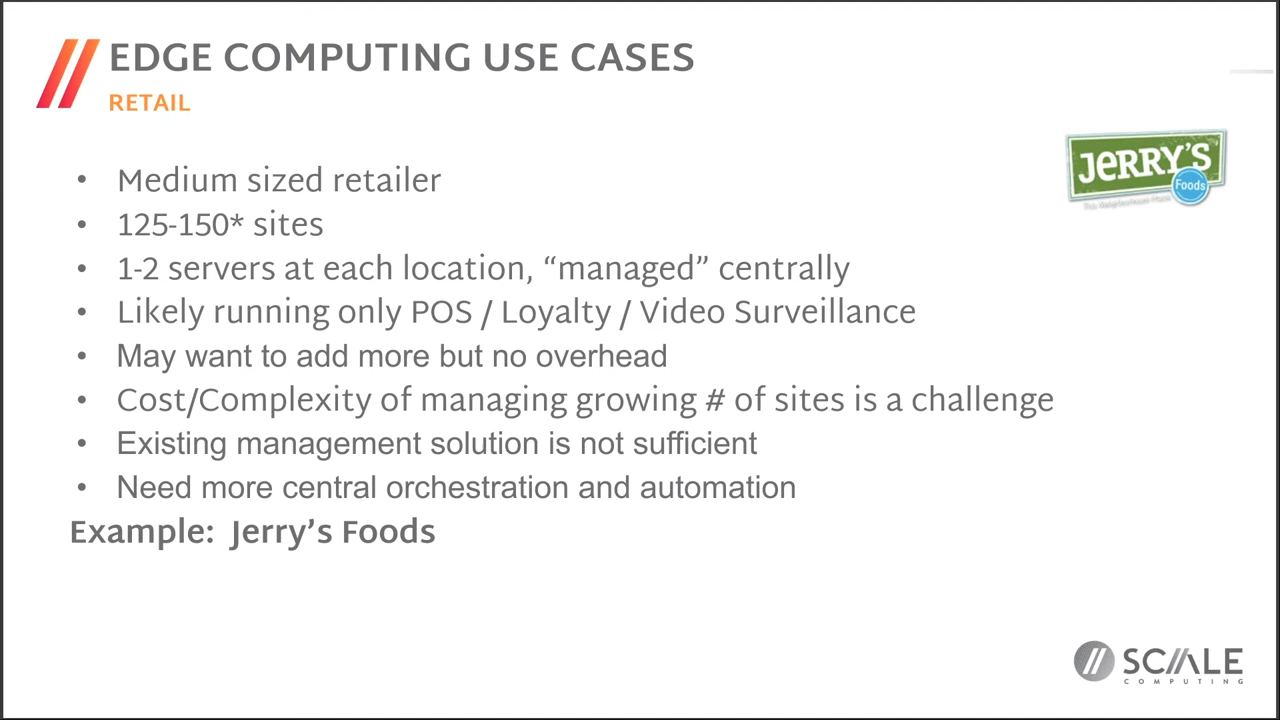 EDGE COMPUTING USE CASES
RETAIL
JERRY'S
Foods
• Medium sized retailer
• 125-150* sites
• 1-2 servers at each location, “managed” centrally
• Likely running only POS / Loyalty / Video Surveillance
• May want to add more but no overhead
• Cost/Complexity of managing growing # of sites is a challenge
• Existing management solution is not sufficient
• Need more central orchestration and automation
Example: Jerry’s Foods
SCALE
COMPUTING